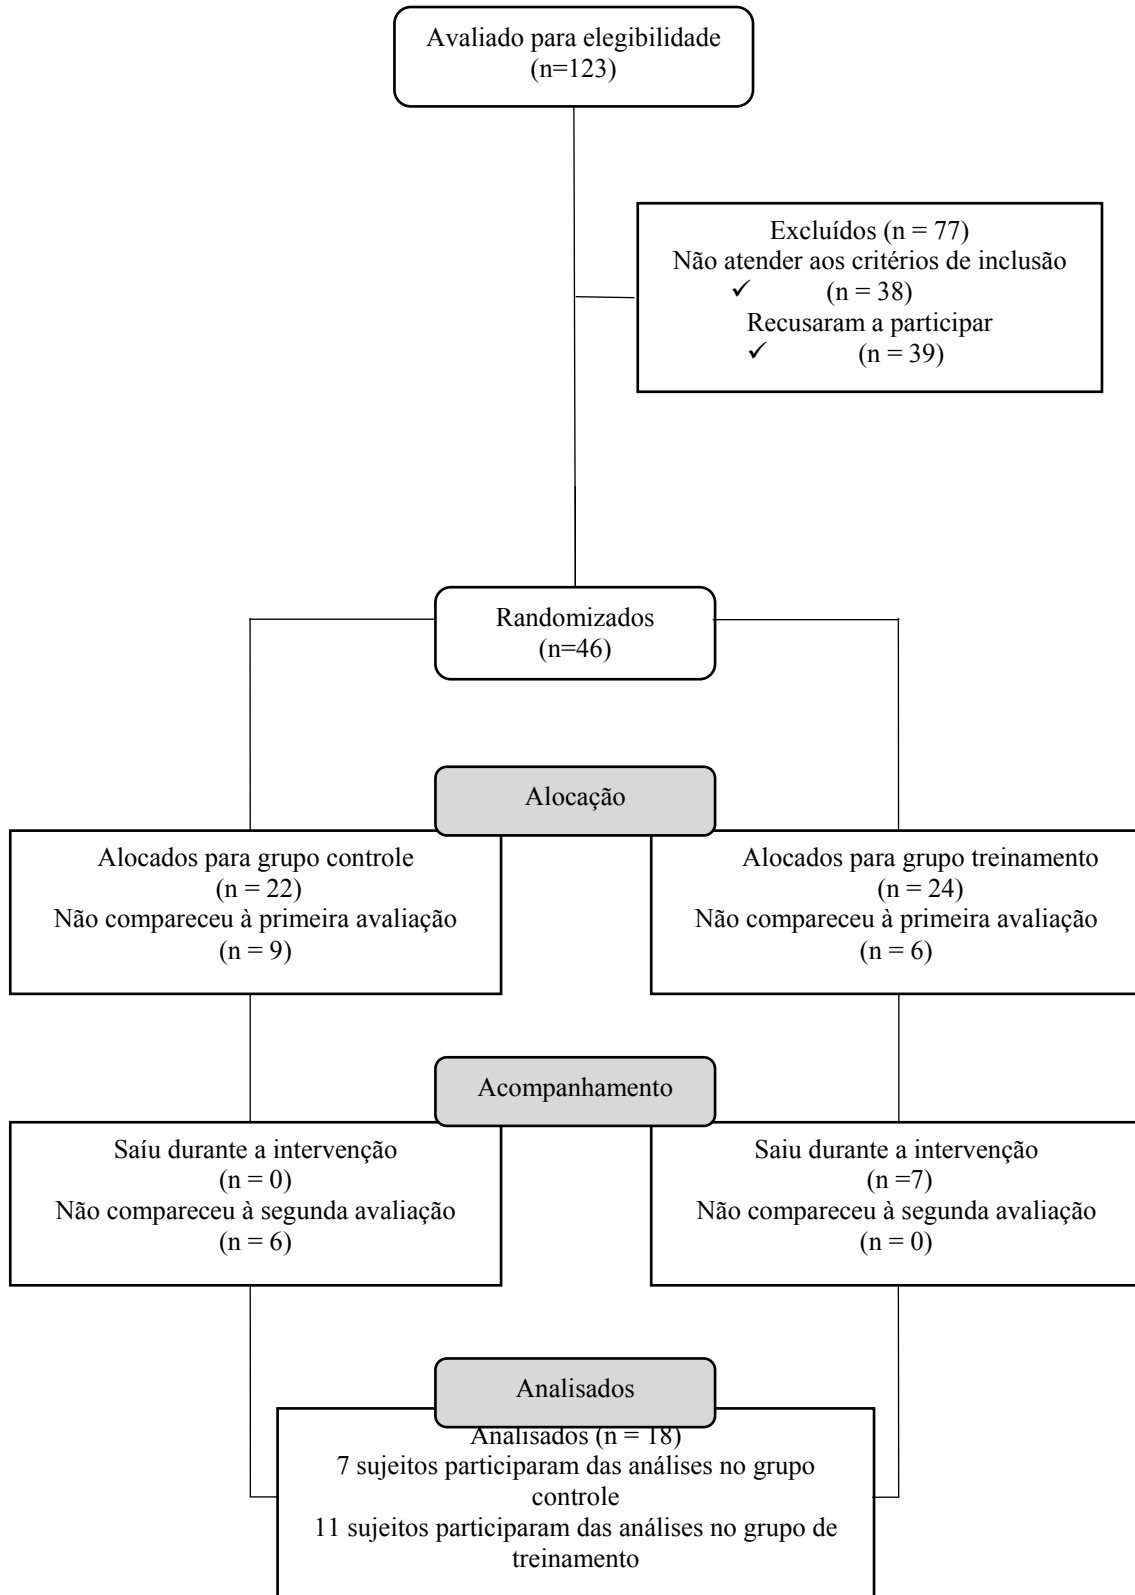 Avaliado para elegibilidade
(n=123)
Excluídos (n = 77)
Não atender aos critérios de inclusão
✓ (n = 38)
Recusaram a participar
✓ (n = 39)
Randomizados
(n=46)
Alocação
Alocados para grupo controle
(n = 22)
Não compareceu à primeira avaliação
(n = 9)
Alocados para grupo treinamento
(n = 24)
Não compareceu à primeira avaliação
(n = 6)
Acompanhamento
Saíu durante a intervenção
(n = 0)
Não compareceu à segunda avaliação
(n = 6)
Saiu durante a intervenção
(n =7)
Não compareceu à segunda avaliação
(n = 0)
Analisados
Analisados (n = 18)
7 sujeitos participaram das análises no grupo
controle
11 sujeitos participaram das análises no grupo de
treinamento